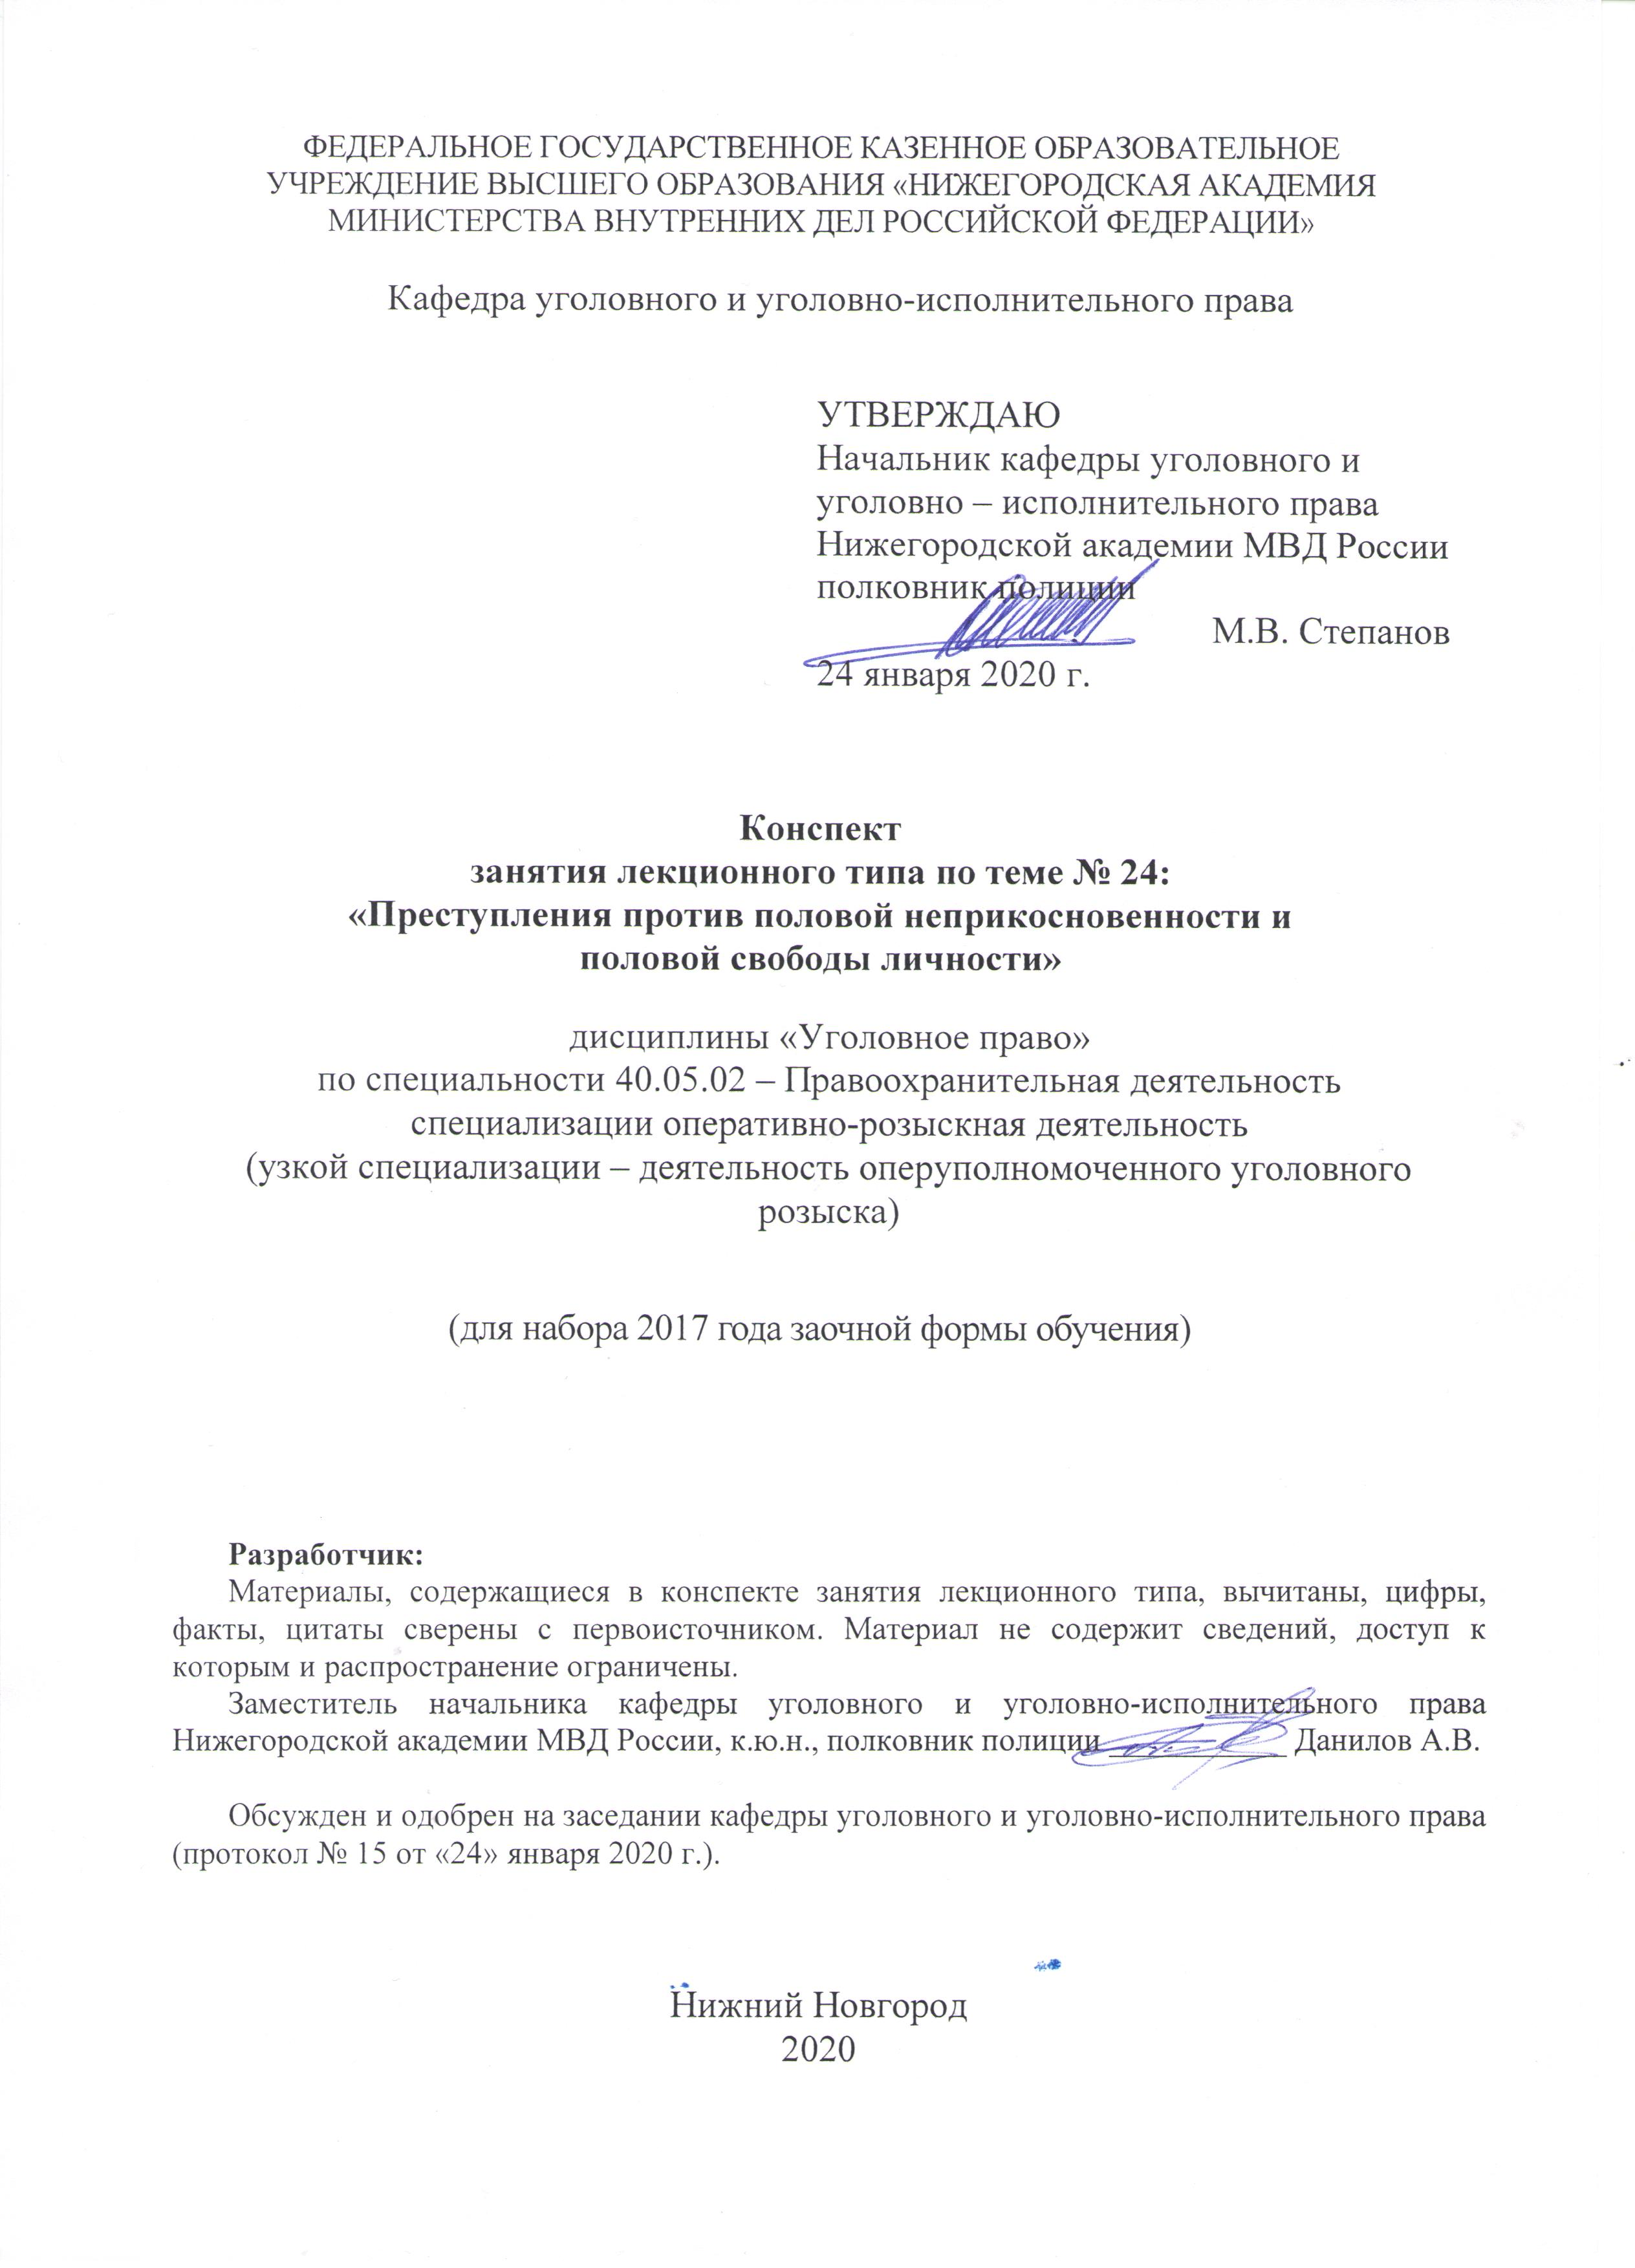 ФЕДЕРАЛЬНОЕ ГОСУДАРСТВЕННОЕ КАЗЕННОЕ ОБРАЗОВАТЕЛЬНОЕ
УЧРЕЖДЕНИЕ ВЫСШЕГО ОБРАЗОВАНИЯ «НИЖЕГОРОДСКАЯ АКАДЕМИЯ
МИНИСТЕРСТВА ВНУТРЕННИХ ДЕЛ РОССИЙСКОЙ ФЕДЕРАЦИИ»
Кафедра уголовного и уголовно-исполнительного права
УТВЕРЖДАЮ
Начальник кафедры уголовного и
уголовно – исполнительного права
Нижегородской академии МВД России
полковник полиции
М.В. Степанов
24 января 2020 г.
Конспект
занятия лекционного типа по теме № 24:
«Преступления против половой неприкосновенности и
половой свободы личности»
дисциплины «Уголовное право»
по специальности 40.05.02 – Правоохранительная деятельность
специализации оперативно-розыскная деятельность
(узкой специализации – деятельность оперуполномоченного уголовного
розыска)
(для набора 2017 года заочной формы обучения)
Разработчик:
Материалы, содержащиеся в конспекте занятия лекционного типа, вычитаны, цифры,
факты, цитаты сверены с первоисточником. Материал не содержит сведений, доступ к
которым и распространение ограничены.
Заместитель начальника кафедры уголовного и уголовно-исполнительного права
Нижегородской академии МВД России, к.ю.н., полковник полиции ___________ Данилов А.В.
Обсужден и одобрен на заседании кафедры уголовного и уголовно-исполнительного права
(протокол № 15 от «24» января 2020 г.).
Нижний Новгород
2020